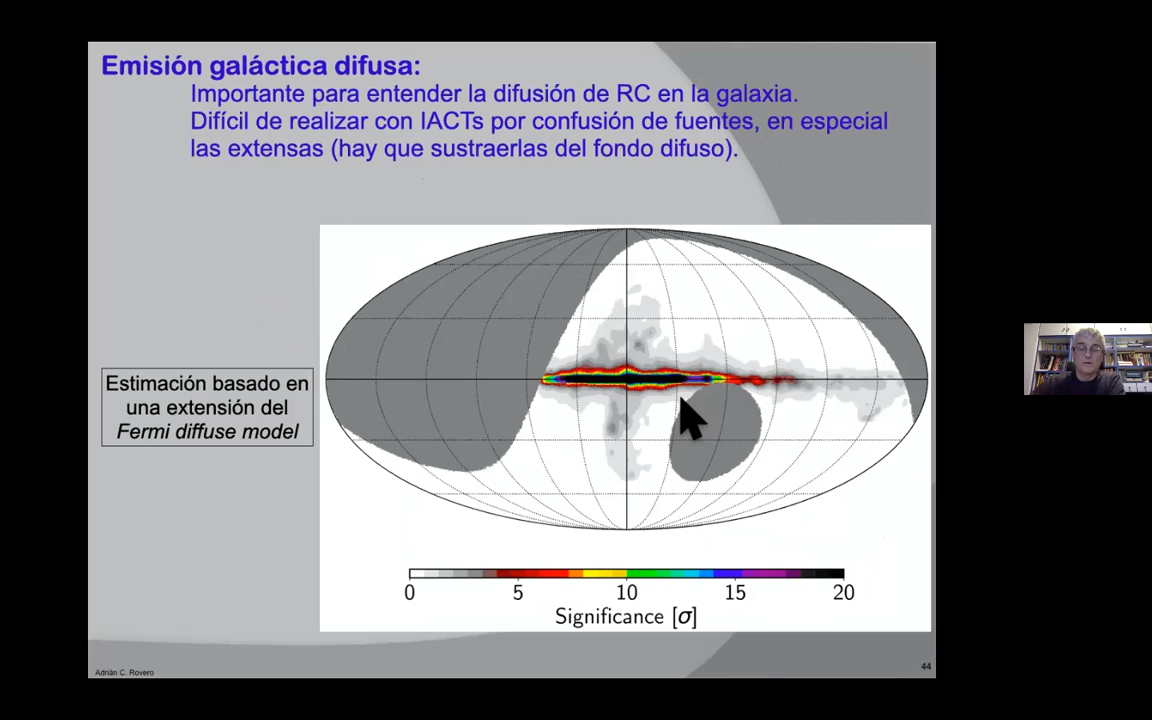 Emisión galáctica difusa:
Importante para entender la difusión de RC en la galaxia.
Difícil de realizar con IACTs por confusión de fuentes, en especial
las extensas (hay que sustraerlas del fondo difuso).
Estimación basado en
una extensión del
Fermi diffuse model
0 5 10 15 20
Significance [σ]
Adrián C. Rovero
44